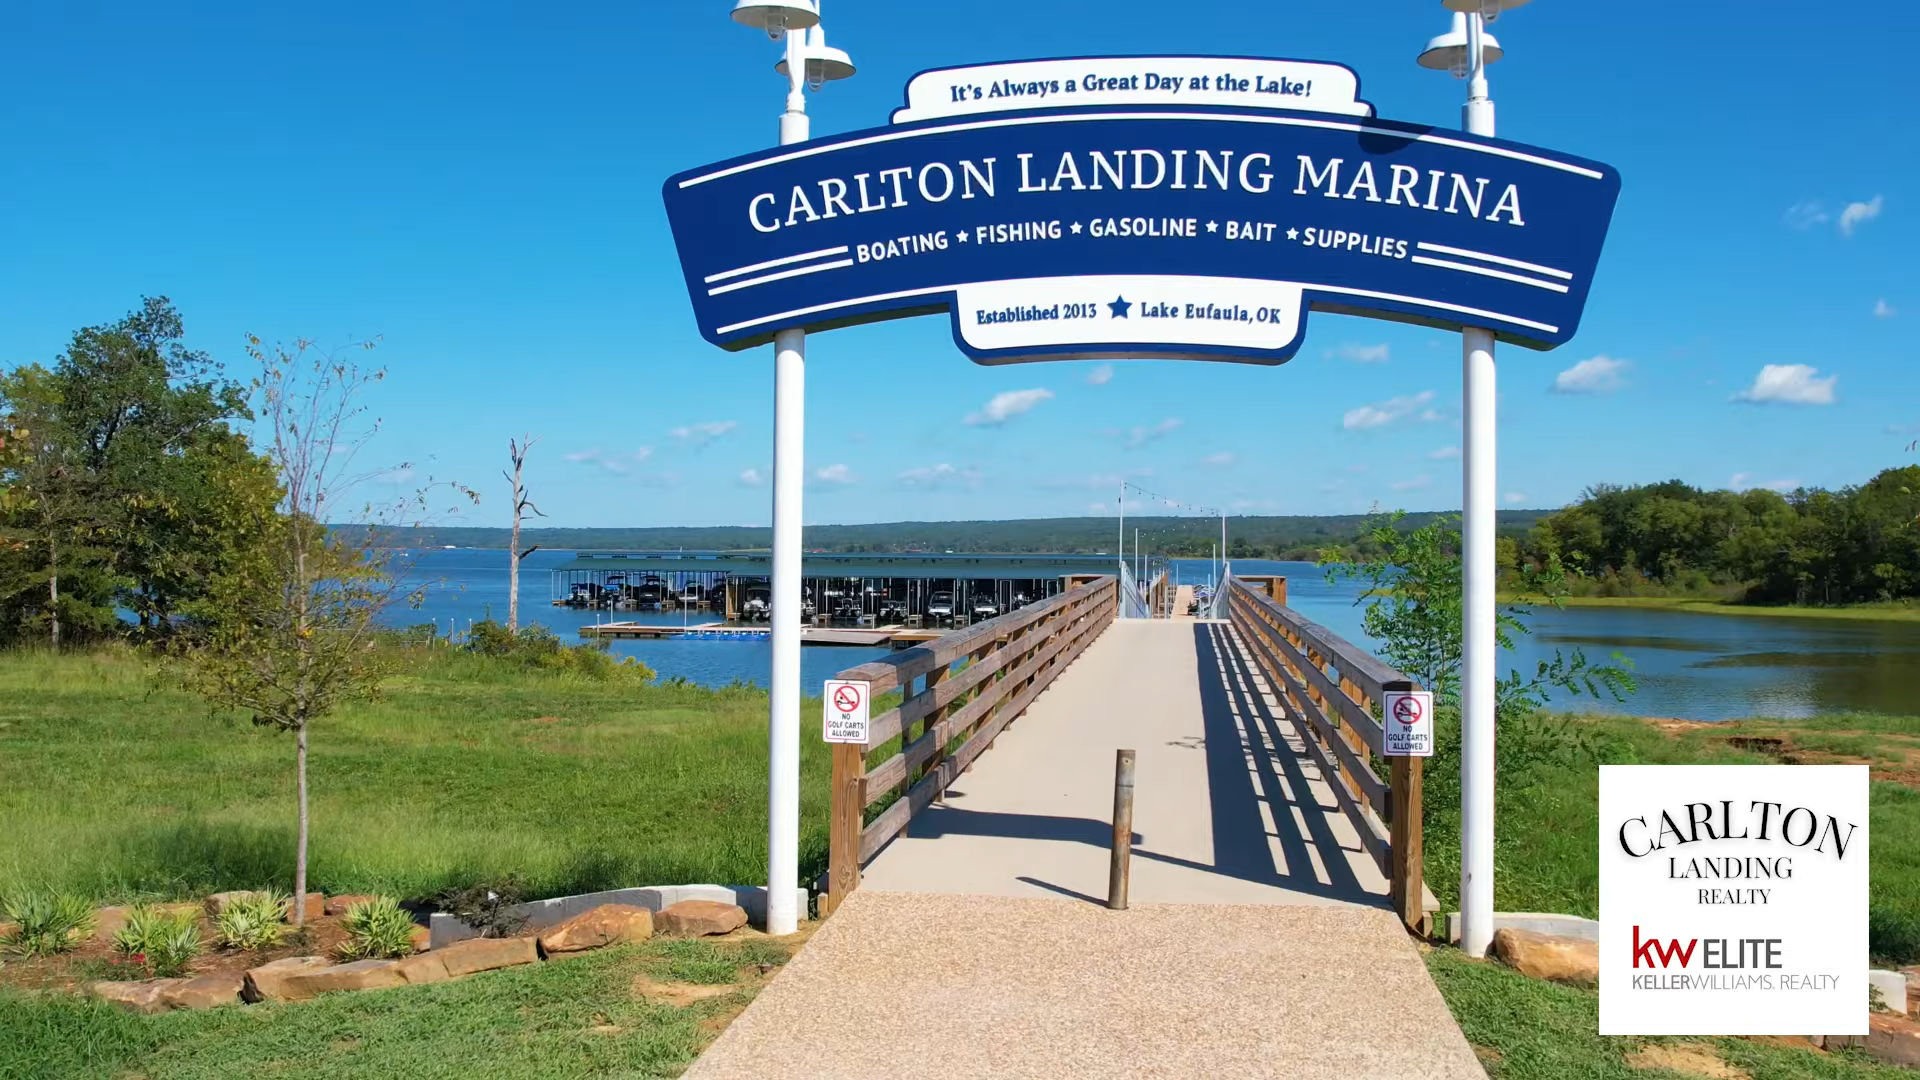 It's Always a Great Day at the Lake!
CARLTON LANDING MARINA
BOATING ★ FISHING ★ GASOLINE ★ BAIT ★ SUPPLIES
Established 2013 ★ Lake Eufaula, OK
NO
GOLF CARTS
ALLOWED
NO
GOLF CARTS
ALLOWED
CARLTON
LANDING
REALTY
kw ELITE
KELLERWILLIAMS. REALTY